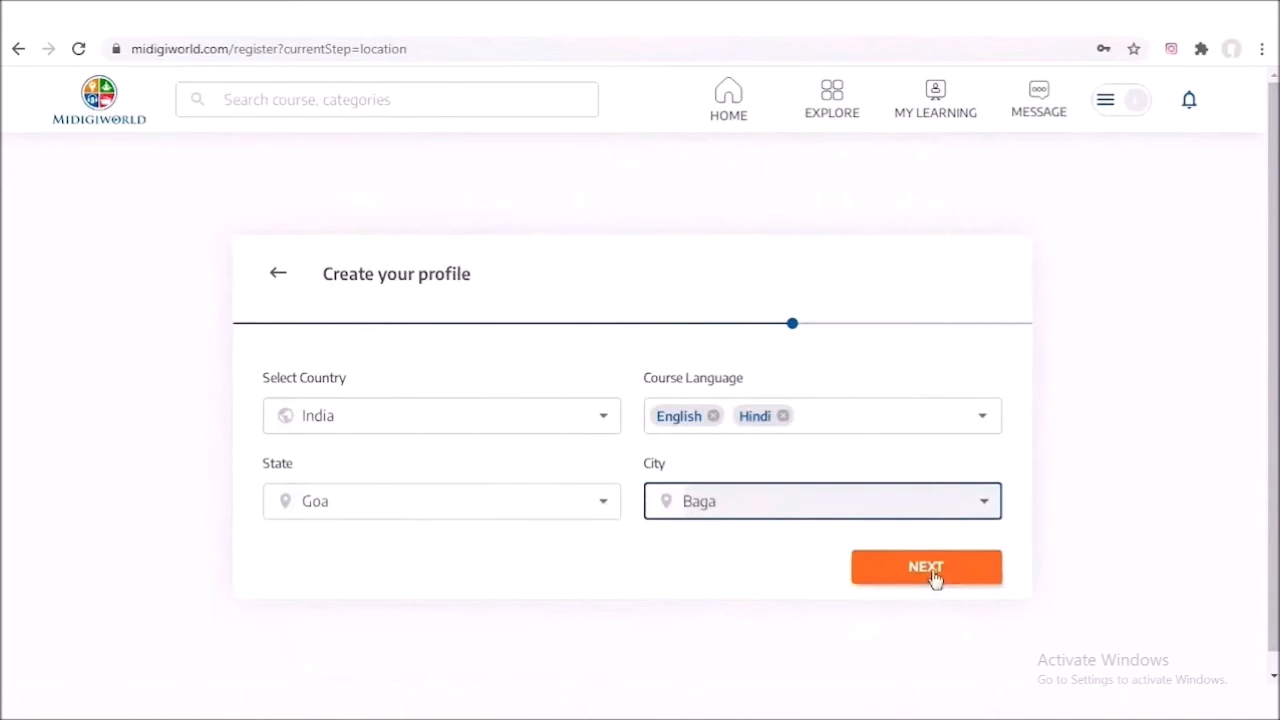 midigiworld.com/register?currentStep=location
MIDIGIWORLD
Search course, categories
HOME
EXPLORE
MY LEARNING
MESSAGE
Create your profile
Select Country
Course Language
India
English
Hindi
State
City
Goa
Baga
NEXT
Activate Windows
Go to Settings to activate Windows.